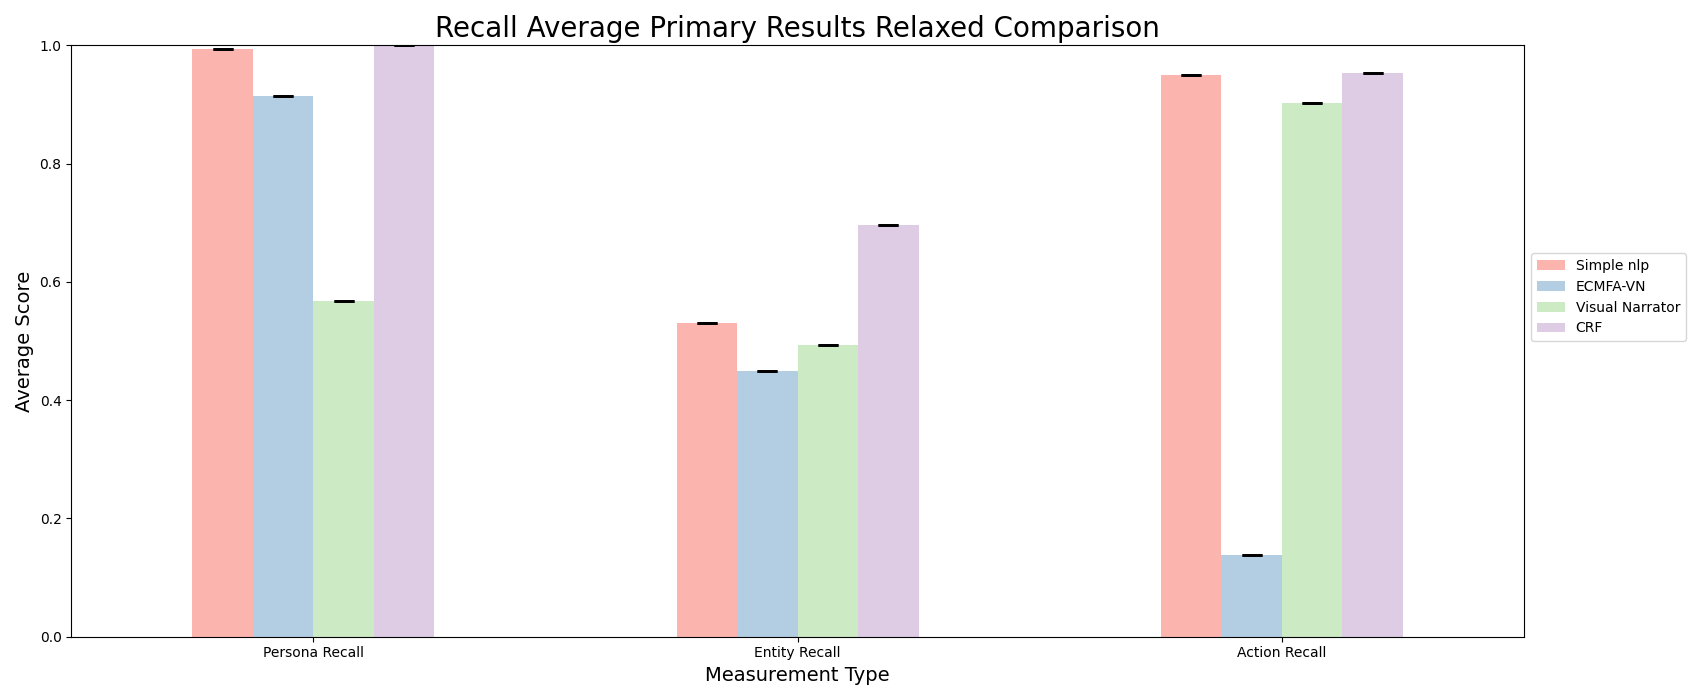 Recall Average Primary Results Relaxed Comparison
Average Score
1.0
0.8
0.6
0.4
0.2
0.0
Persona Recall
Entity Recall
Action Recall
Measurement Type
Simple nlp
ECMFA-VN
Visual Narrator
CRF